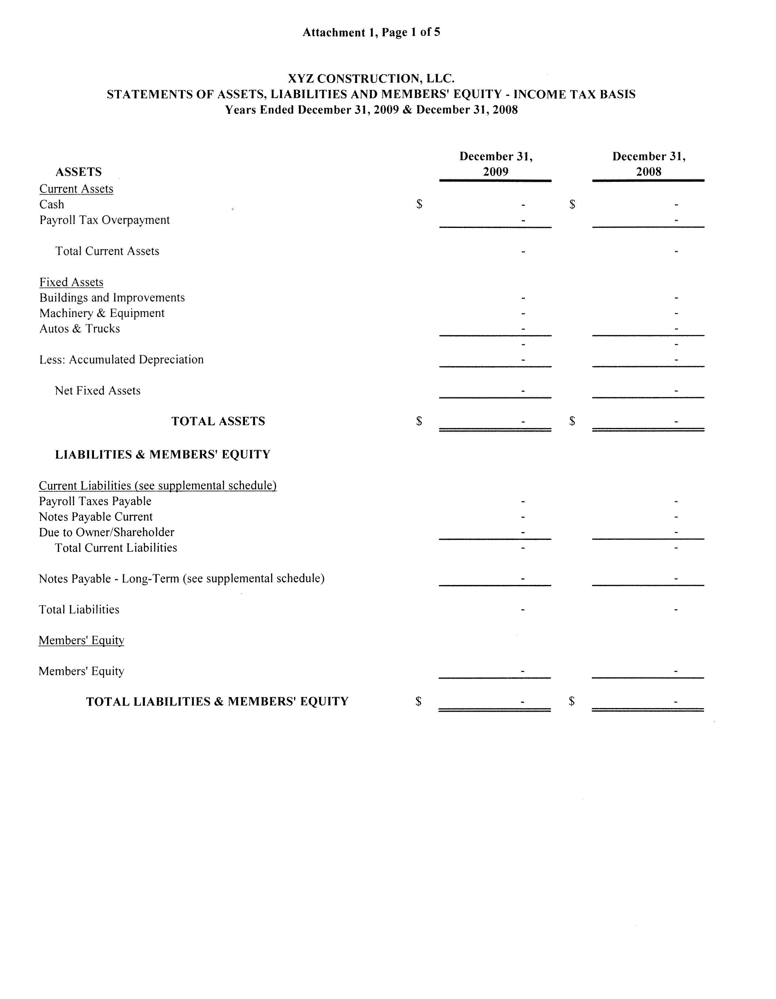 Attachment 1, Page 1 of 5
XYZ CONSTRUCTION, LLC.
STATEMENTS OF ASSETS, LIABILITIES AND MEMBERS' EQUITY - INCOME TAX BASIS
Years Ended December 31, 2009 & December 31, 2008
December 31, December 31,
ASSETS 2009 2008
Current Assets
Cash $ - $ -
Payroll Tax Overpayment - -
Total Current Assets - -
Fixed Assets
Buildings and Improvements - -
Machinery & Equipment - -
Autos & Trucks - -
- -
Less: Accumulated Depreciation - -
Net Fixed Assets - -
TOTAL ASSETS $ - $ -
LIABILITIES & MEMBERS' EQUITY
Current Liabilities (see supplemental schedule)
Payroll Taxes Payable - -
Notes Payable Current - -
Due to Owner/Shareholder - -
Total Current Liabilities - -
Notes Payable - Long-Term (see supplemental schedule) - -
Total Liabilities - -
Members' Equity
Members' Equity - -
TOTAL LIABILITIES & MEMBERS' EQUITY $ - $ -